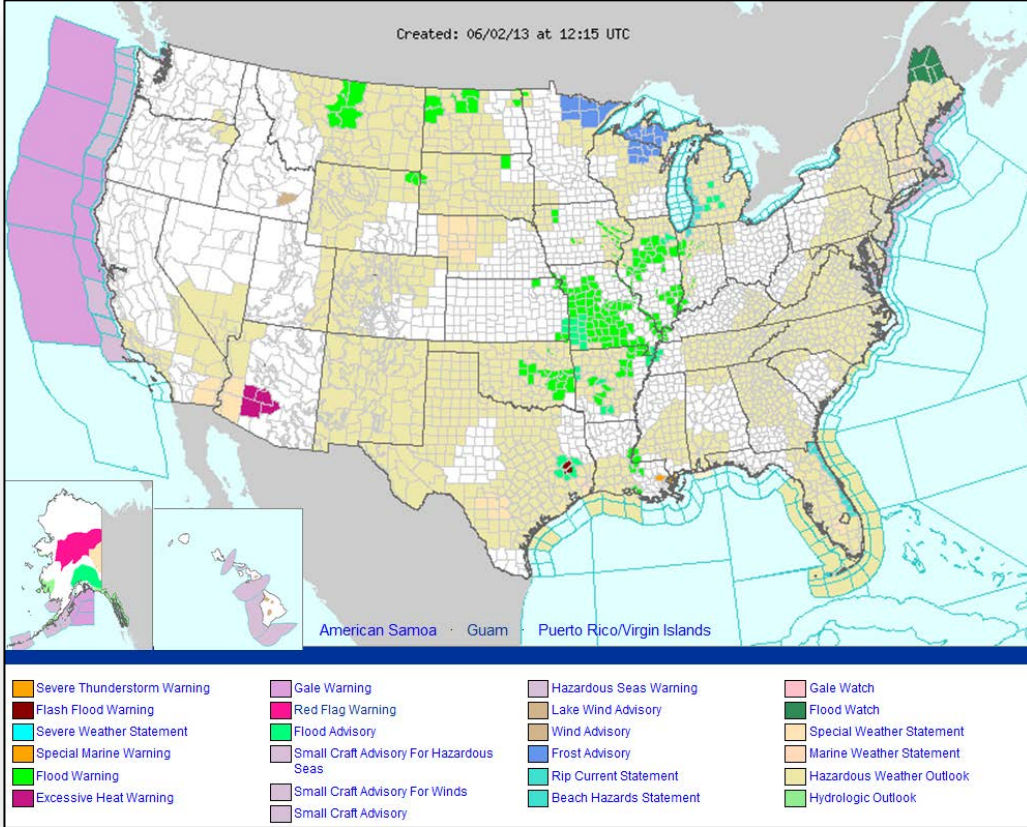 Created: 06/02/13 at 12:15 UTC
American Samoa · Guam Puerto Rico/Virgin Islands
Severe Thunderstorm Warning
Flash Flood Warning
Severe Weather Statement
Special Marine Warning
Flood Warning
Excessive Heat Warning
Gale Warning
Red Flag Warning
Flood Advisory
Small Craft Advisory For Hazardous
Seas
Small Craft Advisory For Winds
Small Craft Advisory
Hazardous Seas Warning
Lake Wind Advisory
Wind Advisory
Frost Advisory
Rip Current Statement
Beach Hazards Statement
Gale Watch
Flood Watch
Special Weather Statement
Marine Weather Statement
Hazardous Weather Outlook
Hydrologic Outlook